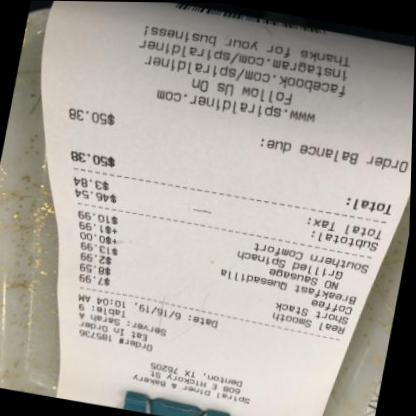 Spiral Diner & Bakery
608 E Hickory St
Denton, TX 76205
Order# 185736
Eat In Order
Server: Sarah A
Table: 9
Date: 6/16/19, 10:04 AM
Real Smooth $7.99
Short Stack $8.59
Coffee $2.99
Breakfast Quesadilla $13.99
NO Sausage +$0.00
Grilled Spinach +$1.99
Southern Comfort $10.99
Subtotal: $46.54
Total Tax: $3.84
Total: $50.38
Order Balance due: $50.38
www.spiraldiner.com
Follow Us On
facebook.com/spiraldiner
instagram.com/spiraldiner
Thanks for your business!